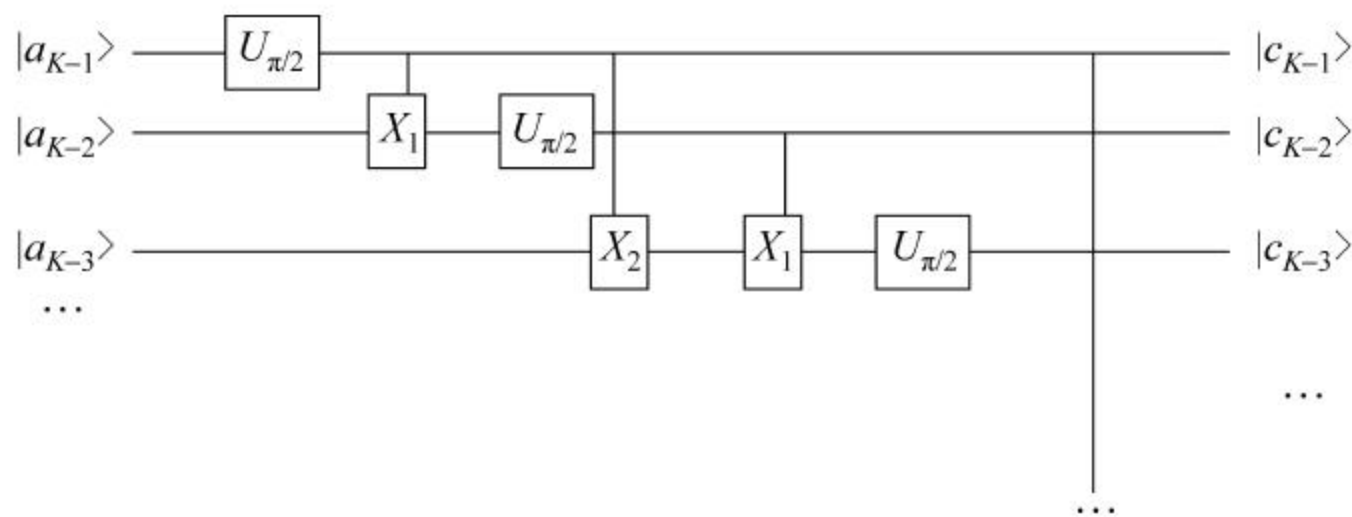 |a_{K−1}⟩ U_{π/2} |c_{K−1}⟩
|a_{K−2}⟩ X_1 U_{π/2} |c_{K−2}⟩
|a_{K−3}⟩ X_2 X_1 U_{π/2} |c_{K−3}⟩
...
...
...